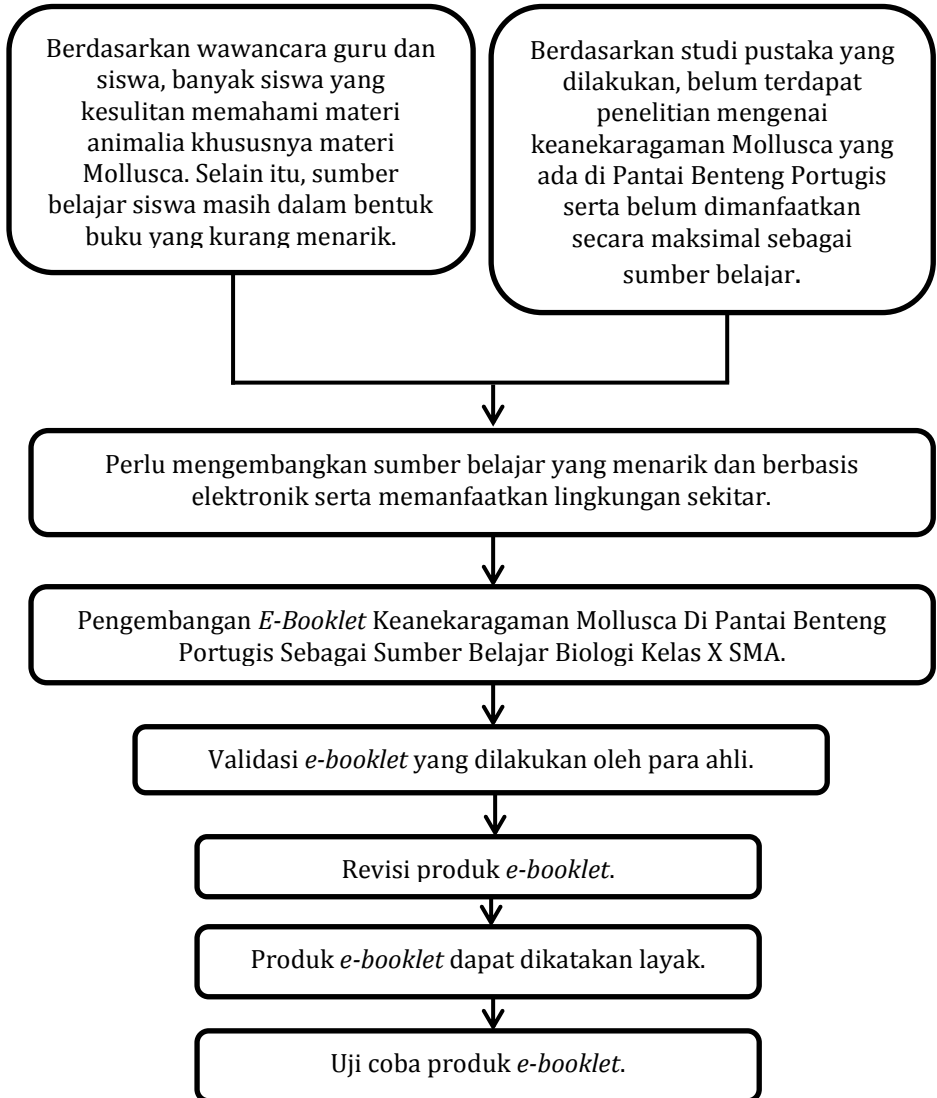 Berdasarkan wawancara guru dan
siswa, banyak siswa yang
kesulitan memahami materi
animalia khususnya materi
Mollusca. Selain itu, sumber
belajar siswa masih dalam bentuk
buku yang kurang menarik.
Berdasarkan studi pustaka yang
dilakukan, belum terdapat
penelitian mengenai
keanekaragaman Mollusca yang
ada di Pantai Benteng Portugis
serta belum dimanfaatkan
secara maksimal sebagai
sumber belajar.
Perlu mengembangkan sumber belajar yang menarik dan berbasis
elektronik serta memanfaatkan lingkungan sekitar.
Pengembangan E-Booklet Keanekaragaman Mollusca Di Pantai Benteng
Portugis Sebagai Sumber Belajar Biologi Kelas X SMA.
Validasi e-booklet yang dilakukan oleh para ahli.
Revisi produk e-booklet.
Produk e-booklet dapat dikatakan layak.
Uji coba produk e-booklet.